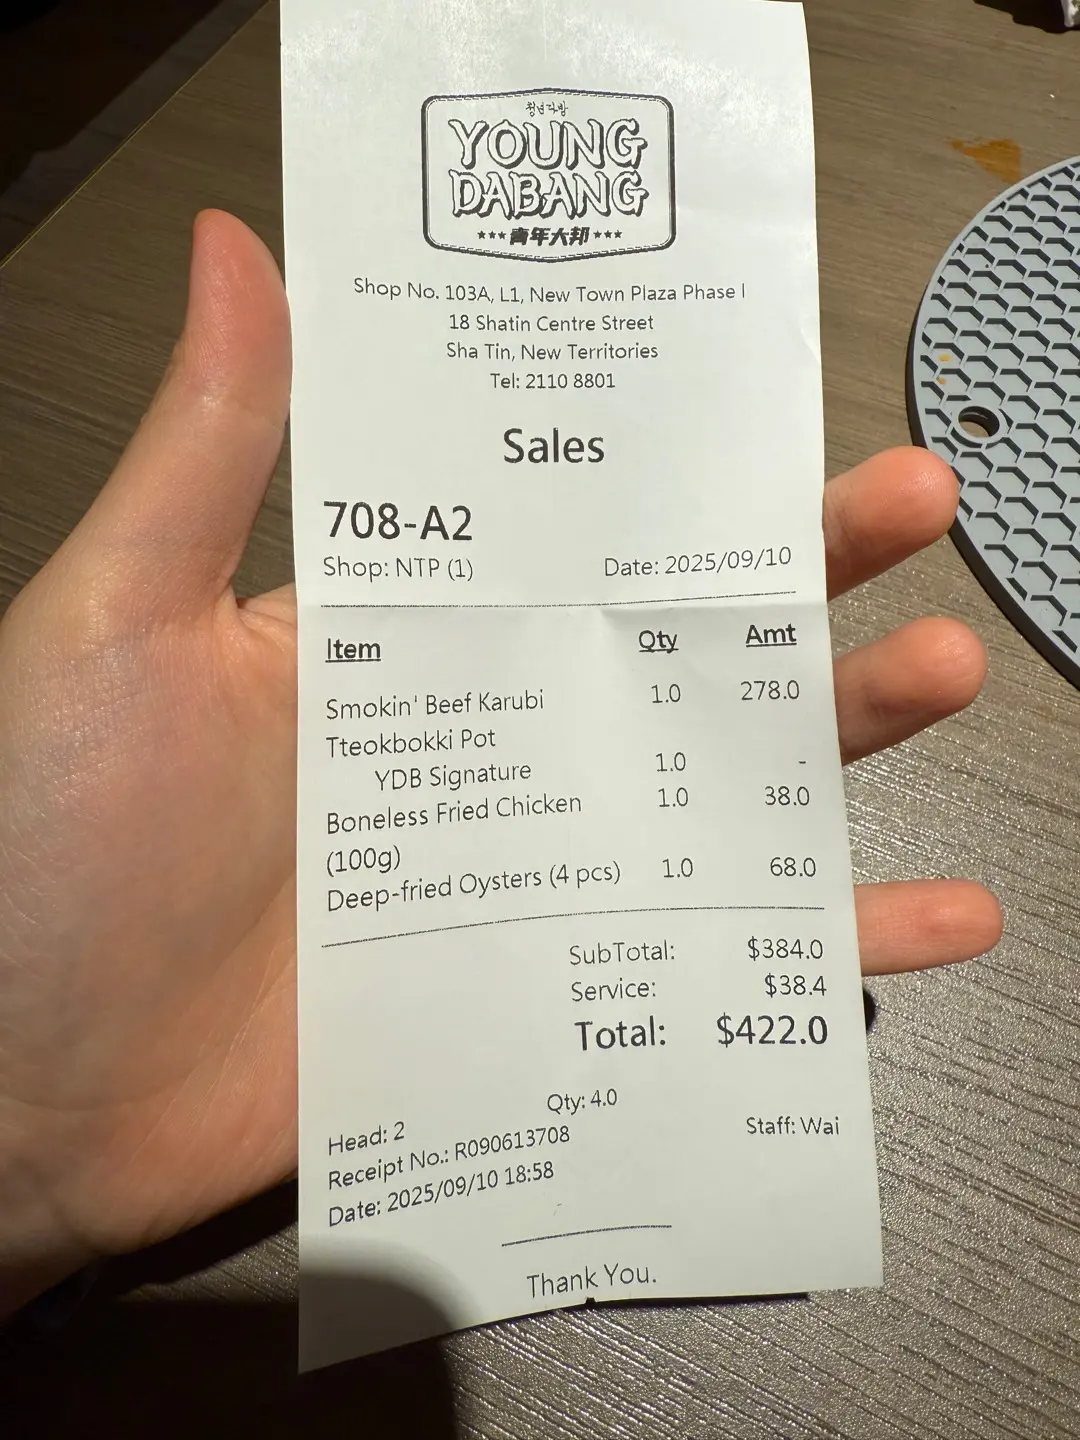 청년다방
YOUNG
DABANG
★★★青年大邦★★★
Shop No. 103A, L1, New Town Plaza Phase I
18 Shatin Centre Street
Sha Tin, New Territories
Tel: 2110 8801
Sales
708-A2
Shop: NTP (1) Date: 2025/09/10
Item Qty Amt
Smokin' Beef Karubi 1.0 278.0
Tteokbokki Pot
YDB Signature 1.0 -
Boneless Fried Chicken 1.0 38.0
(100g)
Deep-fried Oysters (4 pcs) 1.0 68.0
SubTotal: $384.0
Service: $38.4
Total: $422.0
Qty: 4.0
Head: 2 Staff: Wai
Receipt No.: R090613708
Date: 2025/09/10 18:58
Thank You.